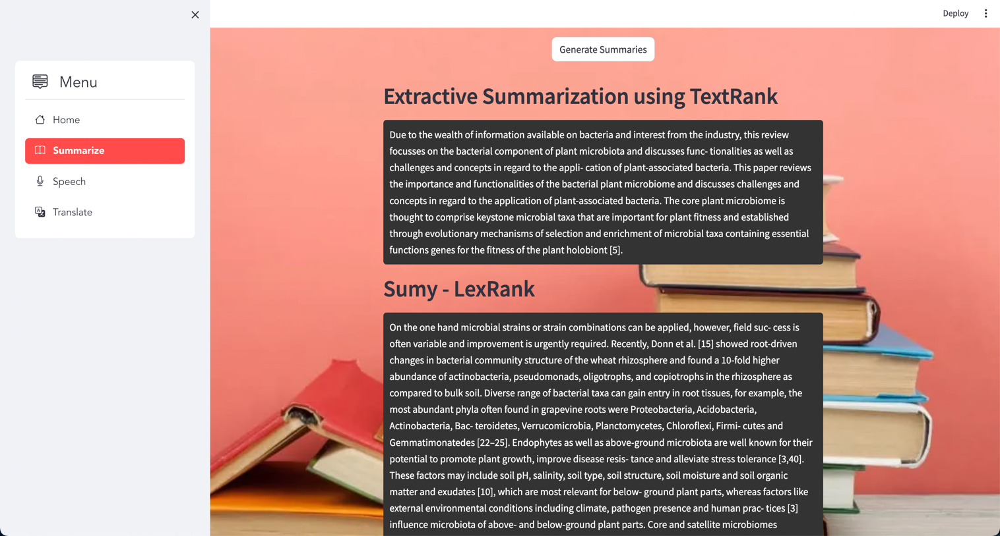 Deploy
Menu
Home
Summarize
Speech
Translate
Generate Summaries
Extractive Summarization using TextRank
Due to the wealth of information available on bacteria and interest from the industry, this review
focusses on the bacterial component of plant microbiota and discusses func- tionalities as well as
challenges and concepts in regard to the appli- cation of plant-associated bacteria. This paper reviews
the importance and functionalities of the bacterial plant microbiome and discusses challenges and
concepts in regard to the application of plant-associated bacteria. The core plant microbiome is
thought to comprise keystone microbial taxa that are important for plant fitness and established
through evolutionary mechanisms of selection and enrichment of microbial taxa containing essential
functions genes for the fitness of the plant holobiont [5].
Sumy - LexRank
On the one hand microbial strains or strain combinations can be applied, however, field suc- cess is
often variable and improvement is urgently required. Recently, Donn et al. [15] showed root-driven
changes in bacterial community structure of the wheat rhizosphere and found a 10-fold higher
abundance of actinobacteria, pseudomonads, oligotrophs, and copiotrophs in the rhizosphere as
compared to bulk soil. Diverse range of bacterial taxa can gain entry in root tissues, for example, the
most abundant phyla often found in grapevine roots were Proteobacteria, Acidobacteria,
Actinobacteria, Bac- teroidetes, Verrucomicrobia, Planctomycetes, Chloroflexi, Firmi- cutes and
Gemmatimonatedes [22–25]. Endophytes as well as above-ground microbiota are well known for their
potential to promote plant growth, improve disease resis- tance and alleviate stress tolerance [3,40].
These factors may include soil pH, salinity, soil type, soil structure, soil moisture and soil organic
matter and exudates [10], which are most relevant for below- ground plant parts, whereas factors like
external environmental conditions including climate, pathogen presence and human prac- tices [3]
influence microbiota of above- and below-ground plant parts. Core and satellite microbiomes